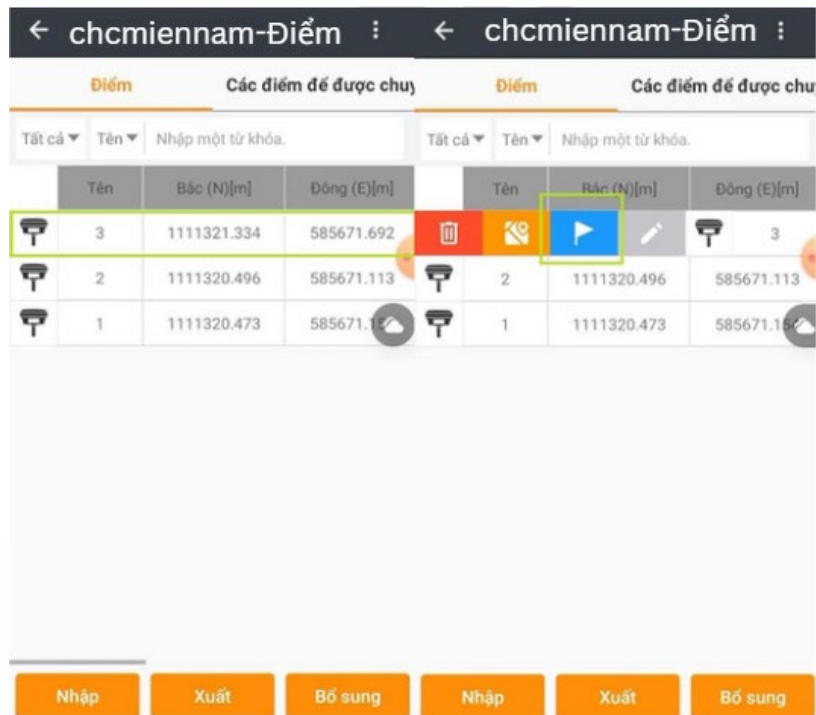 chcmiennam-Điểm
Điểm Các điểm để được chuy
Tất cả Tên Nhập một từ khóa.
Tên Bắc (N)[m] Đông (E)[m]
3 1111321.334 585671.692
2 1111320.496 585671.113
1 1111320.473
Nhập Xuất Bổ sung
chcmiennam-Điểm
Điểm Các điểm để được chu
Tất cả Tên Nhập một từ khóa.
Tên Bắc (N)[m] Đông (E)[m]
3
2 1111320.496 585671.113
1 1111320.473 585671.154
Nhập Xuất Bổ sung